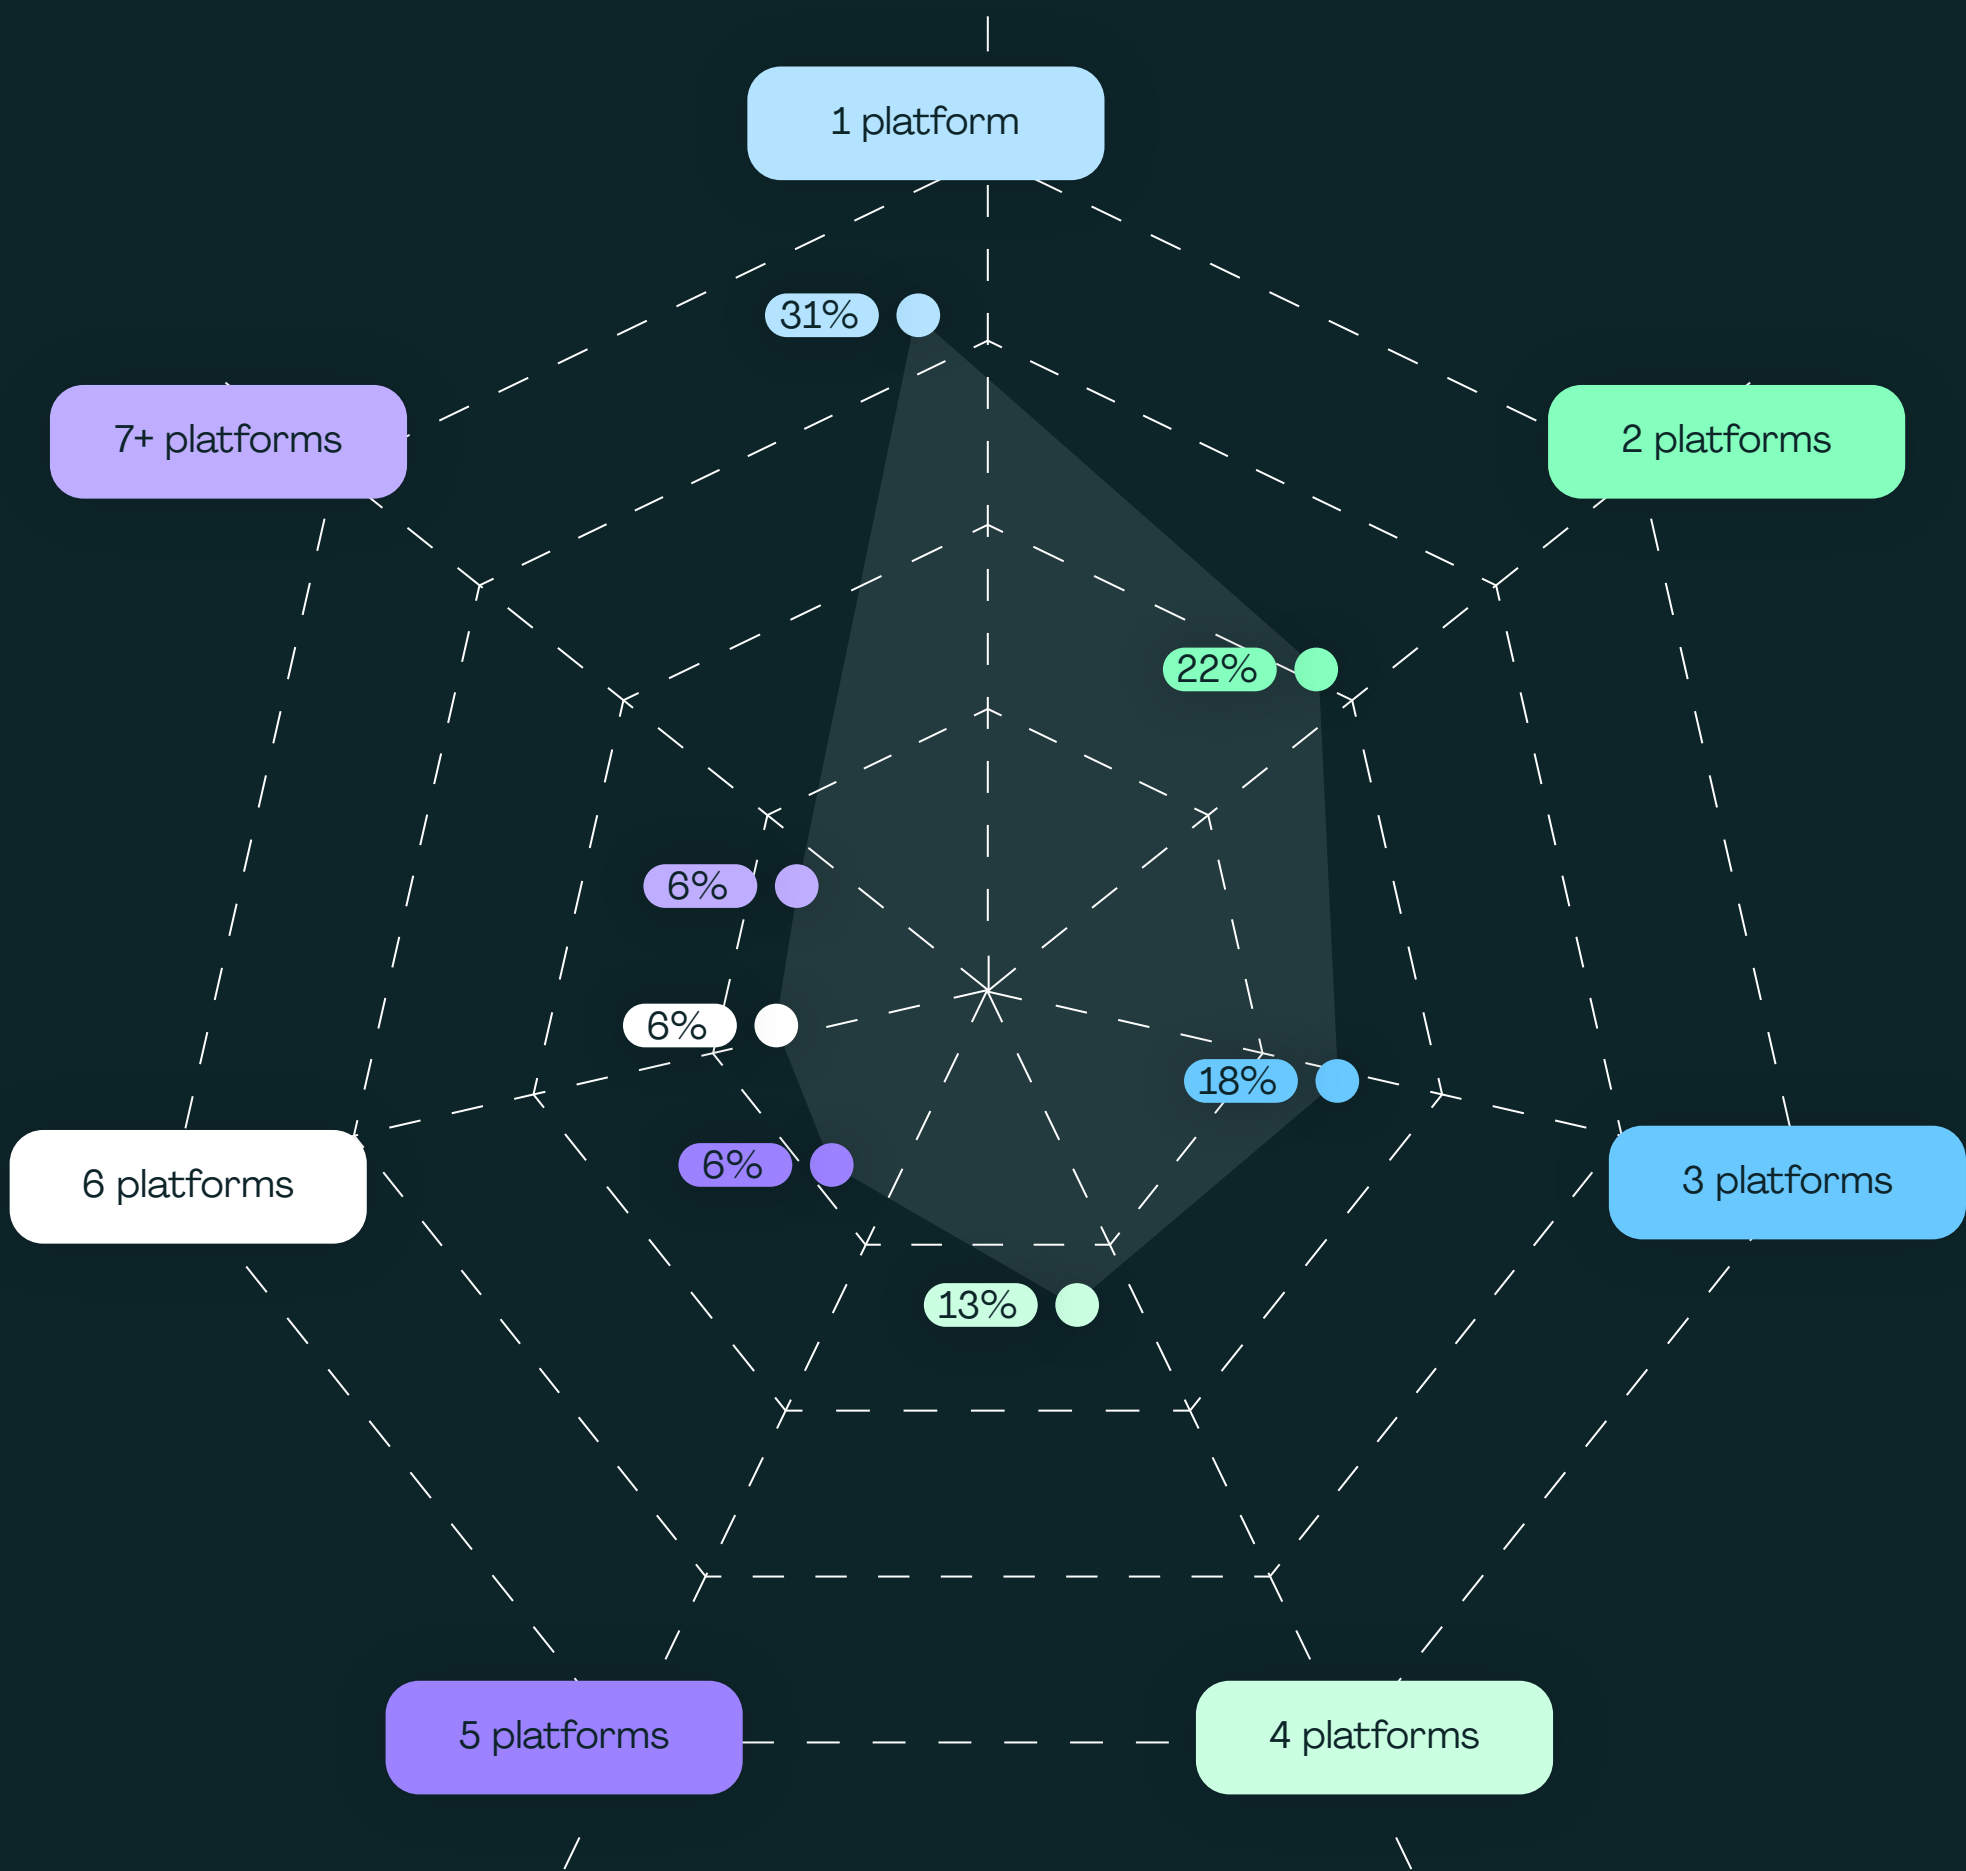 1 platform
31%
7+ platforms
2 platforms
22%
6%
6%
18%
6%
6 platforms
3 platforms
13%
5 platforms
4 platforms